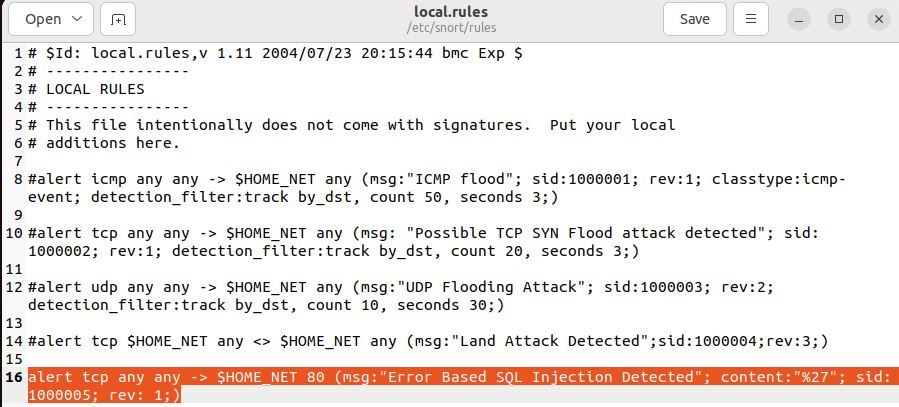 Open
local.rules
/etc/snort/rules
Save
1 # $Id: local.rules,v 1.11 2004/07/23 20:15:44 bmc Exp $
2 # ----------------
3 # LOCAL RULES
4 # ----------------
5 # This file intentionally does not come with signatures.  Put your local
6 # additions here.
7
8 #alert icmp any any -> $HOME_NET any (msg:"ICMP flood"; sid:1000001; rev:1; classtype:icmp-
event; detection_filter:track by_dst, count 50, seconds 3;)
9
10 #alert tcp any any -> $HOME_NET any (msg: "Possible TCP SYN Flood attack detected"; sid:
1000002; rev:1; detection_filter:track by_dst, count 20, seconds 3;)
11
12 #alert udp any any -> $HOME_NET any (msg:"UDP Flooding Attack"; sid:1000003; rev:2;
detection_filter:track by_dst, count 10, seconds 30;)
13
14 #alert tcp $HOME_NET any <> $HOME_NET any (msg:"Land Attack Detected";sid:1000004;rev:3;)
15
16 alert tcp any any -> $HOME_NET 80 (msg:"Error Based SQL Injection Detected"; content:"%27"; sid:
1000005; rev: 1;)